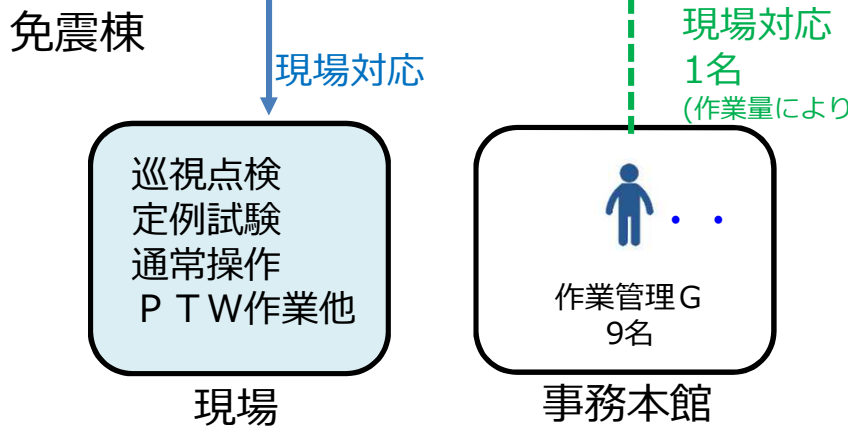 免震棟
現場対応
現場対応
1名
(作業量により
巡視点検
定例試験
通常操作
ＰＴＷ作業他
現場
・・
作業管理Ｇ
9名
事務本館